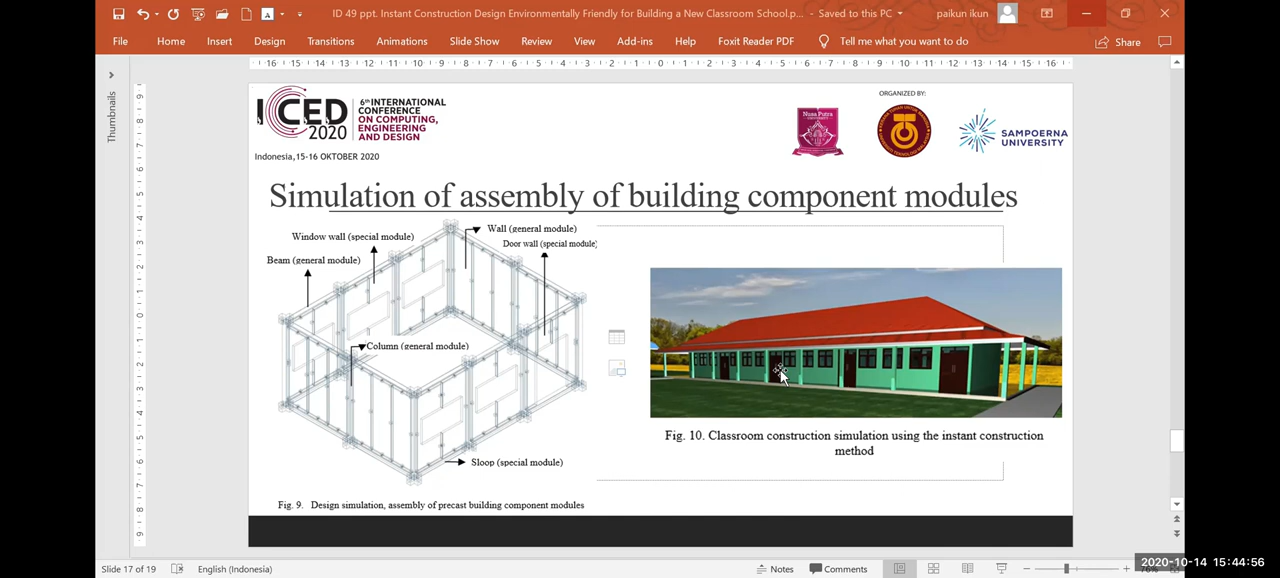 ID 49 ppt. Instant Construction Design Environmentally Friendly for Building a New Classroom School.p... - Saved to this PC
paikun ikun
File Home Insert Design Transitions Animations Slide Show Review View Add-ins Help Foxit Reader PDF Tell me what you want to do Share
Thumbnails
ICED 2020
6th INTERNATIONAL
CONFERENCE
ON COMPUTING,
ENGINEERING
AND DESIGN
Indonesia,15-16 OKTOBER 2020
ORGANIZED BY:
Nusa Putra
SAMPOERNA
UNIVERSITY
Simulation of assembly of building component modules
Wall (general module)
Window wall (special module)
Door wall (special module)
Beam (general module)
Column (general module)
Sloop (special module)
Fig. 9. Design simulation, assembly of precast building component modules
Fig. 10. Classroom construction simulation using the instant construction
method
Slide 17 of 19 English (Indonesia) Notes Comments
2020-10-14 15:44:56